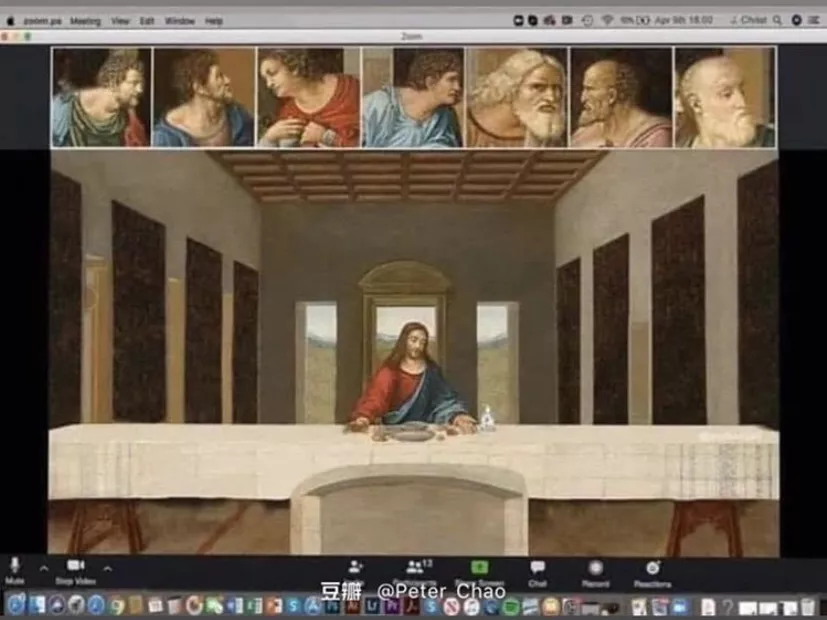 zoom.us Meeting View Edit Window Help Apr 9th 18.00 J. Christ
Zoom
13
Mute Stop Video Participants Share Screen Chat Record Reactions
豆瓣 @Peter_Chao